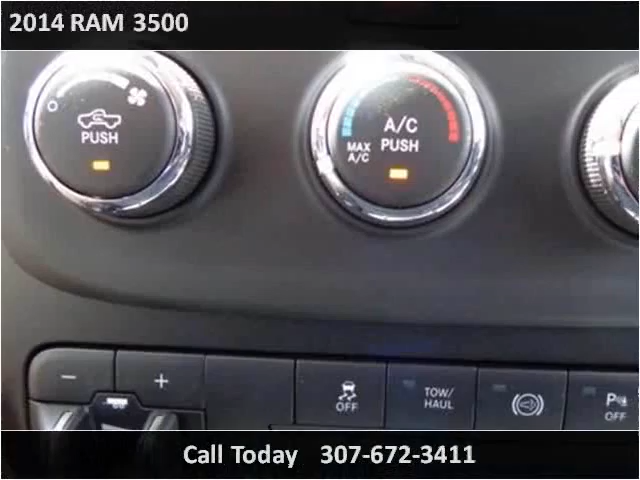 2014 RAM 3500
PUSH
A/C
PUSH
MAX
A/C
- +
OFF
TOW/
HAUL
P
OFF
Call Today 307-672-3411